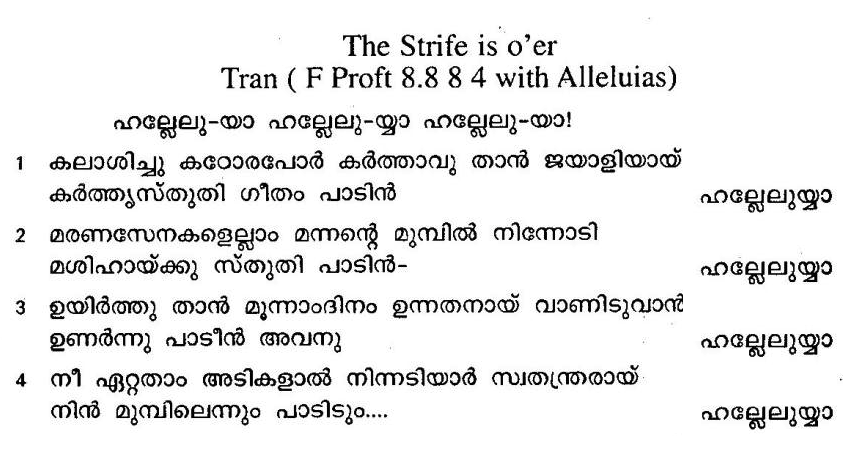 The Strife is o'er
Tran ( F Proft 8.8 8 4 with Alleluias)
ഹല്ലേലു-യാ ഹല്ലേലു-യ്യാ ഹല്ലേലു-യാ!
1 കലാശിച്ചു കഠോരപോർ കർത്താവു താൻ ജയാളിയായ്
കർത്തൃസ്തുതി ഗീതം പാടിൻ ഹല്ലേലുയ്യാ
2 മരണസേനകളെല്ലാം മന്നന്റെ മുമ്പിൽ നിന്നോടി
മശിഹായ്ക്കു സ്തുതി പാടിൻ- ഹല്ലേലുയ്യാ
3 ഉയിർത്തു താൻ മൂന്നാംദിനം ഉന്നതനായ് വാണിടുവാൻ
ഉണർന്നു പാടീൻ അവനു ഹല്ലേലുയ്യാ
4 നീ ഏറ്റതാം അടികളാൽ നിന്നടിയാർ സ്വതന്ത്രരായ്
നിൻ മുമ്പിലെന്നും പാടിടും.... ഹല്ലേലുയ്യാ